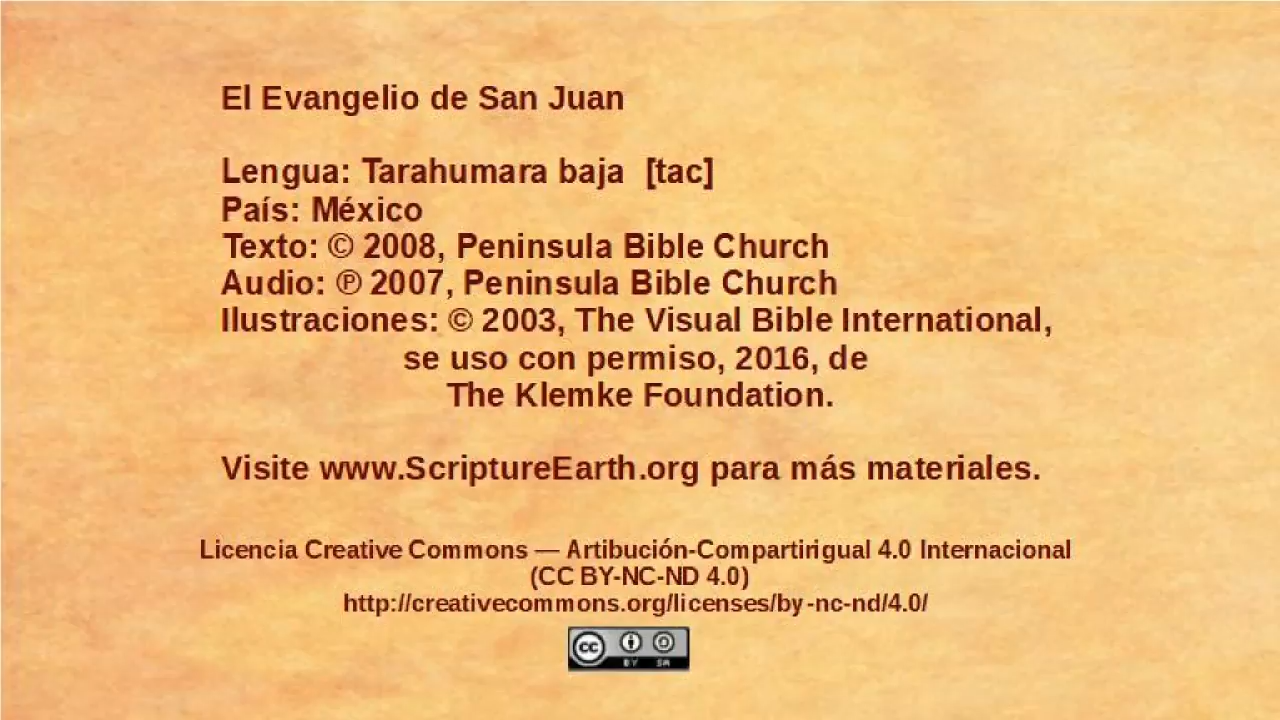 El Evangelio de San Juan
Lengua: Tarahumara baja [tac]
País: México
Texto: © 2008, Peninsula Bible Church
Audio: ℗ 2007, Peninsula Bible Church
Ilustraciones: © 2003, The Visual Bible International,
se uso con permiso, 2016, de
The Klemke Foundation.
Visite www.ScriptureEarth.org para más materiales.
Licencia Creative Commons — Artibución-Compartirigual 4.0 Internacional
(CC BY-NC-ND 4.0)
http://creativecommons.org/licenses/by-nc-nd/4.0/
cc BY SA